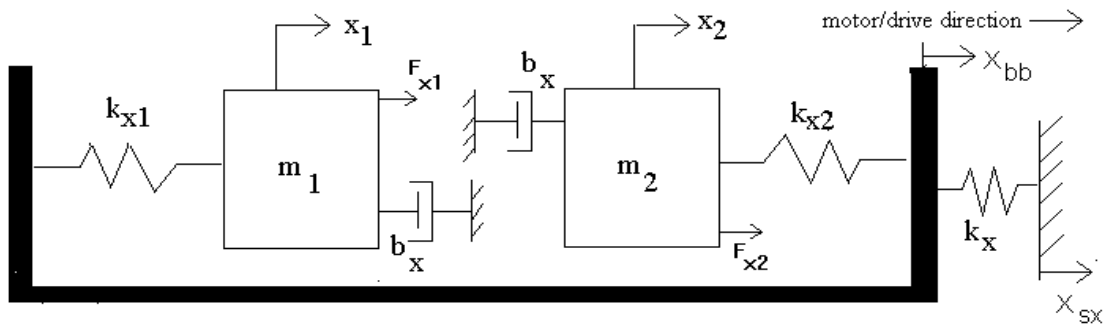 x1
x2
motor/drive direction
xbb
Fx1
bx
kx1
kx2
m1
m2
bx
Fx2
kx
xsx